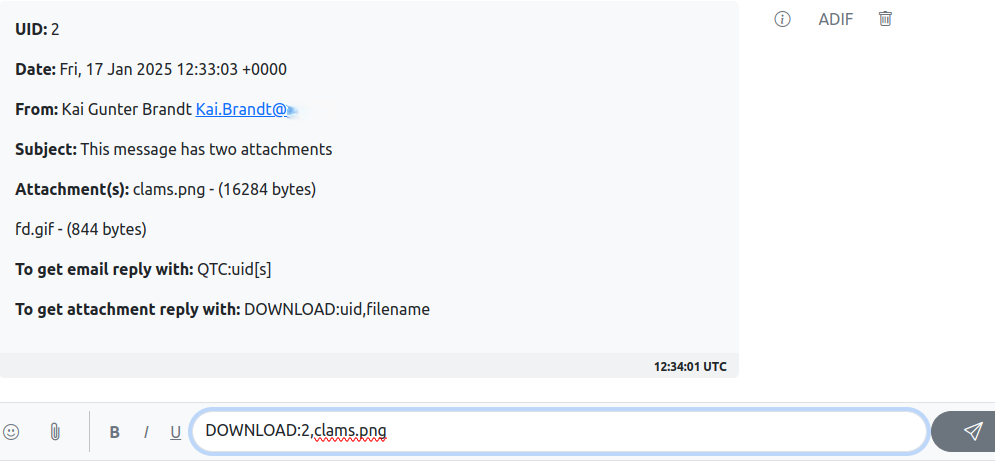 UID: 2
ADIF
Date: Fri, 17 Jan 2025 12:33:03 +0000
From: Kai Gunter Brandt Kai.Brandt@
Subject: This message has two attachments
Attachment(s): clams.png - (16284 bytes)
fd.gif - (844 bytes)
To get email reply with: QTC:uid[s]
To get attachment reply with: DOWNLOAD:uid,filename
12:34:01 UTC
B I U DOWNLOAD:2,clams.png